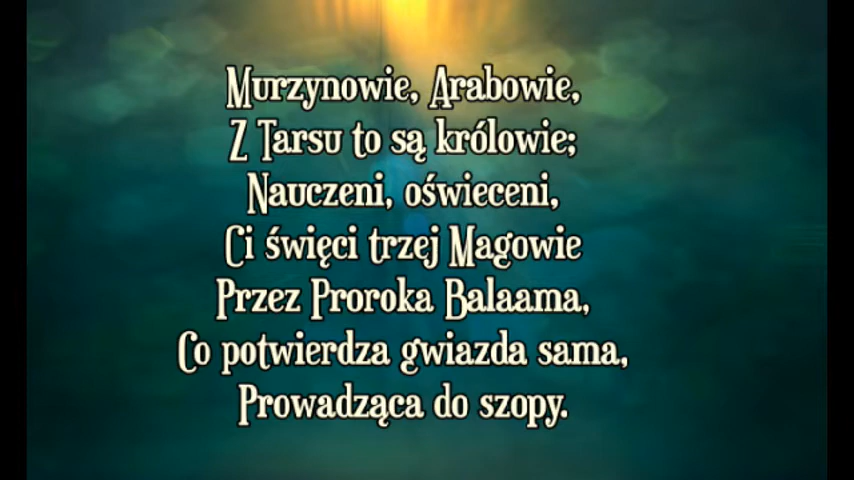 Murzynowie, Arabowie,
Z Tarsu to są królowie;
Nauczeni, oświeceni,
Ci święci trzej Magowie
Przez Proroka Balaama,
Co potwierdza gwiazda sama,
Prowadząca do szopy.